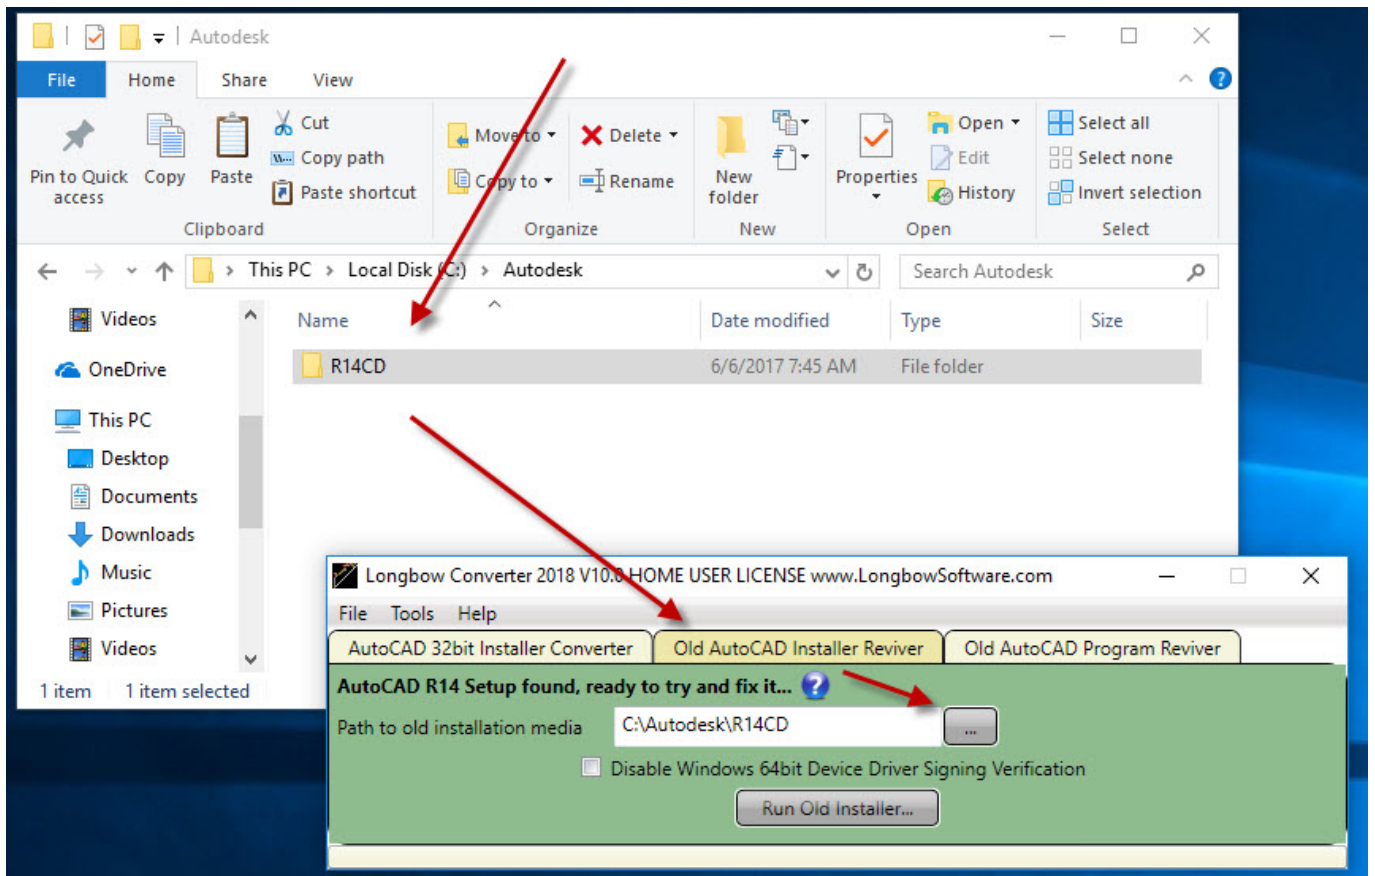 Autodesk
File Home Share View
Pin to Quick access
Copy
Paste
Cut
Copy path
Paste shortcut
Clipboard
Move to
Copy to
Delete
Rename
Organize
New folder
New
Properties
Open
Edit
History
Open
Select all
Select none
Invert selection
Select
This PC > Local Disk (C:) > Autodesk
Search Autodesk
Name Date modified Type Size
R14CD 6/6/2017 7:45 AM File folder
Videos
OneDrive
This PC
Desktop
Documents
Downloads
Music
Pictures
Videos
1 item 1 item selected
Longbow Converter 2018 V10.0 HOME USER LICENSE www.LongbowSoftware.com
File Tools Help
AutoCAD 32bit Installer Converter Old AutoCAD Installer Reviver Old AutoCAD Program Reviver
AutoCAD R14 Setup found, ready to try and fix it... ?
Path to old installation media C:\Autodesk\R14CD ...
Disable Windows 64bit Device Driver Signing Verification
Run Old Installer...